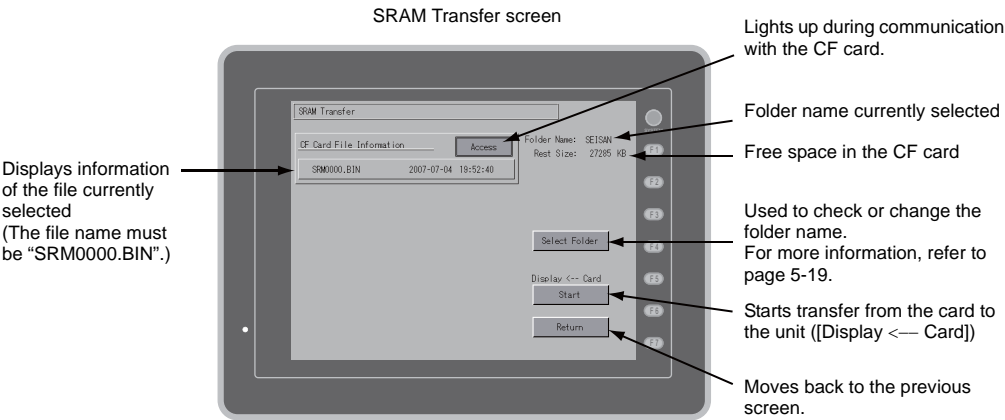 SRAM Transfer screen
Lights up during communication
with the CF card.
Folder name currently selected
Free space in the CF card
Used to check or change the
folder name.
For more information, refer to
page 5-19.
Starts transfer from the card to
the unit ([Display <–– Card])
Moves back to the previous
screen.
Displays information
of the file currently
selected
(The file name must
be “SRM0000.BIN”.)
SRAM Transfer
CF Card File Information
Access
SRM0000.BIN 2007-07-04 19:52:40
Folder Name: SEISAN
Rest Size: 27285 KB
Select Folder
Display <-- Card
Start
Return
F1
F2
F3
F4
F5
F6
F7